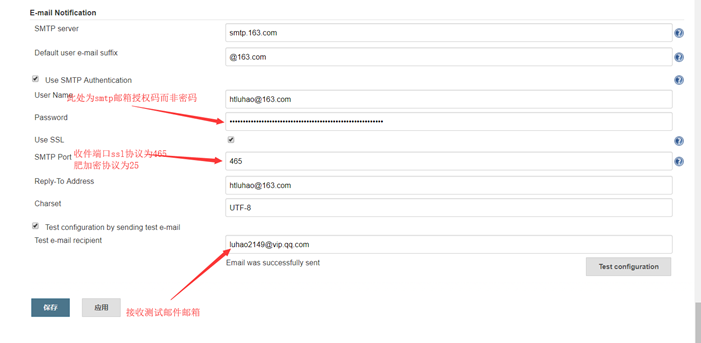 E-mail Notification
SMTP server
smtp.163.com
Default user e-mail suffix
@163.com
Use SMTP Authentication
User Name
此处为smtp邮箱授权码而非密码
htluhao@163.com
Password
Use SSL
收件端口ssl协议为465
肥加密协议为25
SMTP Port
465
Reply-To Address
htluhao@163.com
Charset
UTF-8
Test configuration by sending test e-mail
Test e-mail recipient
luhao2149@vip.qq.com
Email was successfully sent
Test configuration
保存
应用
接收测试邮件邮箱